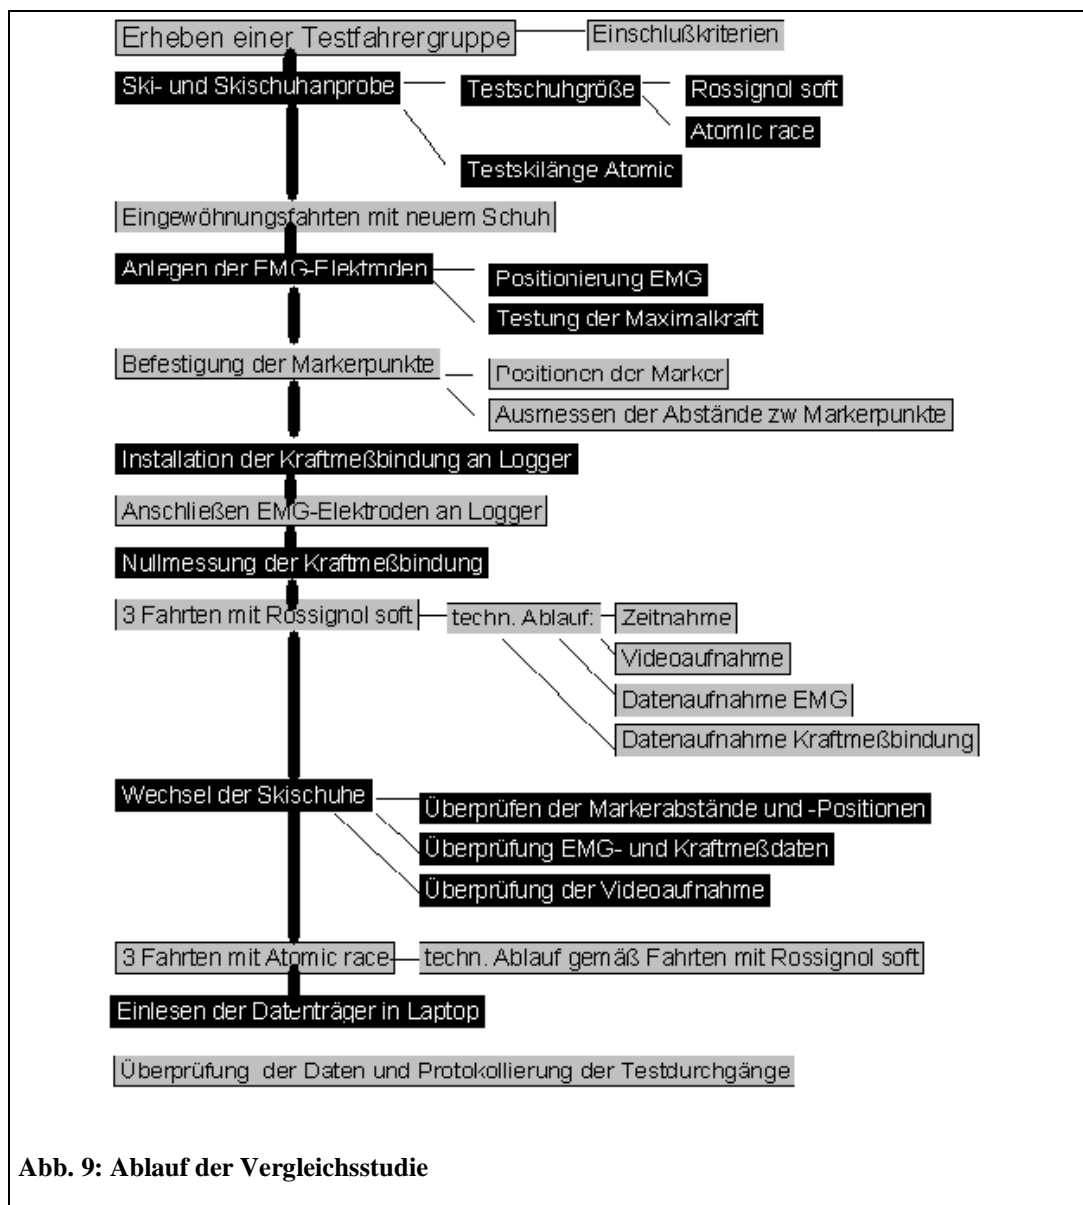 Erheben einer Testfahrergruppe
Einschlußkriterien
Ski- und Skischuhanprobe
Testschuhgröße
Rossignol soft
Atomic race
Testskilänge Atomic
Eingewöhnungsfahrten mit neuem Schuh
Anlegen der EMG-Elektroden
Positionierung EMG
Testung der Maximalkraft
Befestigung der Markerpunkte
Positionen der Marker
Ausmessen der Abstände zw Markerpunkte
Installation der Kraftmeßbindung an Logger
Anschließen EMG-Elektroden an Logger
Nullmessung der Kraftmeßbindung
3 Fahrten mit Rossignol soft
techn. Ablauf:
Zeitnahme
Videoaufnahme
Datenaufnahme EMG
Datenaufnahme Kraftmeßbindung
Wechsel der Skischuhe
Überprüfen der Markerabstände und -Positionen
Überprüfung EMG- und Kraftmeßdaten
Überprüfung der Videoaufnahme
3 Fahrten mit Atomic race
techn. Ablauf gemäß Fahrten mit Rossignol soft
Einlesen der Datenträger in Laptop
Überprüfung der Daten und Protokollierung der Testdurchgänge
Abb. 9: Ablauf der Vergleichsstudie